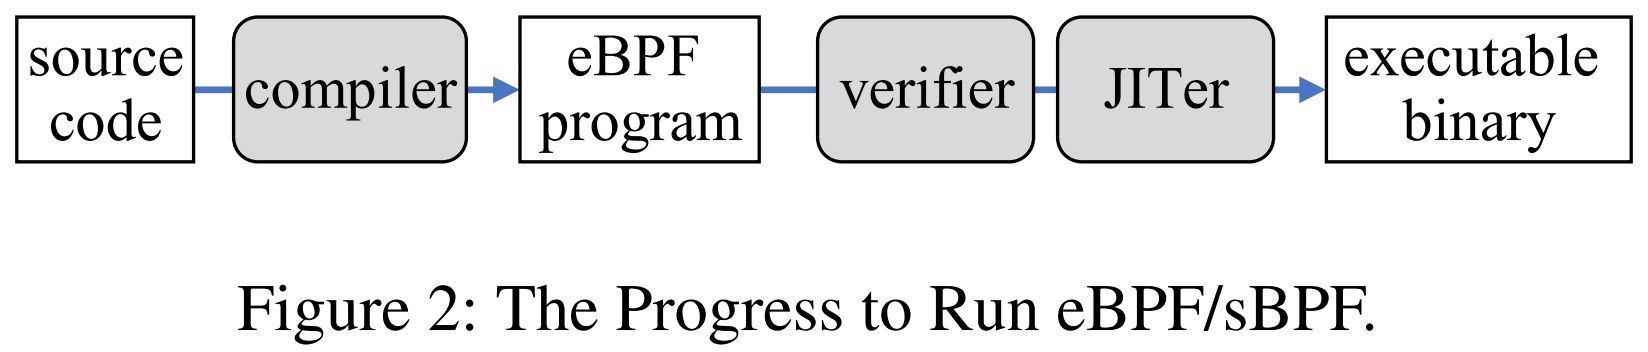 source
code
compiler
eBPF
program
verifier
JITer
executable
binary
Figure 2: The Progress to Run eBPF/sBPF.